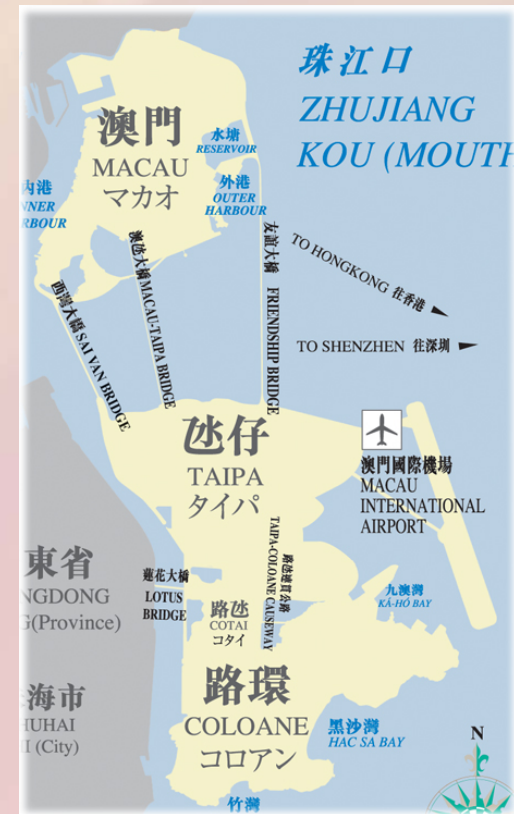 珠江口
ZHUJIANG
KOU (MOUTH
澳門
MACAU
マカオ
水塘
RESERVOIR
外港
OUTER
HARBOUR
内港
NNER
RBOUR
友誼大橋 FRIENDSHIP BRIDGE
澳氹大橋 MACAU-TAIPA BRIDGE
西灣大橋 SAI VAN BRIDGE
TO HONGKONG 往香港
TO SHENZHEN 往深圳
氹仔
TAIPA
タイパ
澳門國際機場
MACAU
INTERNATIONAL
AIRPORT
路氹連貫公路
TAIPA-COLOANE CAUSEWAY
東省
NGDONG
G(Province)
蓮花大橋
LOTUS
BRIDGE
路氹
COTAI
コタイ
九澳灣
KÁ-HÓ BAY
海市
HUHAI
I (City)
路環
COLOANE
コロアン
黑沙灣
HAC SA BAY
N
竹灣